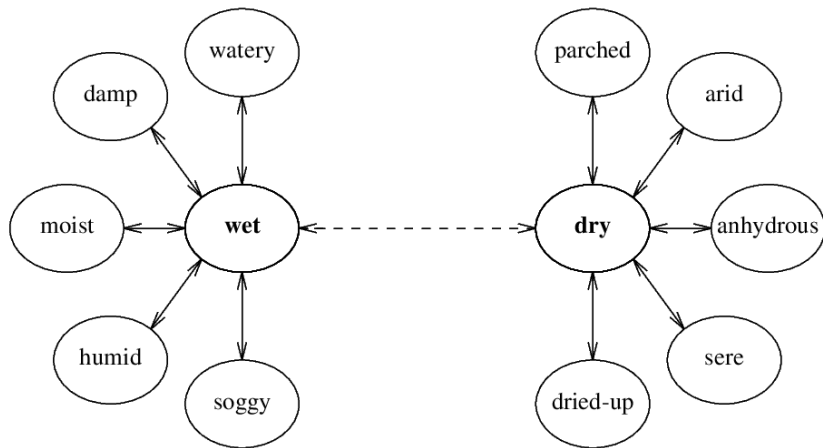 watery
parched
damp
arid
moist
wet
dry
anhydrous
humid
sere
soggy
dried-up